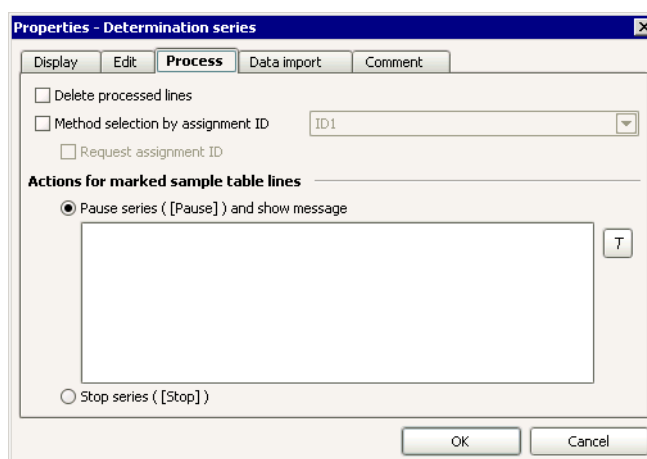 Properties - Determination series
Display Edit Process Data import Comment
Delete processed lines
Method selection by assignment ID ID1
Request assignment ID
Actions for marked sample table lines
Pause series ( [Pause] ) and show message
T
Stop series ( [Stop] )
OK Cancel